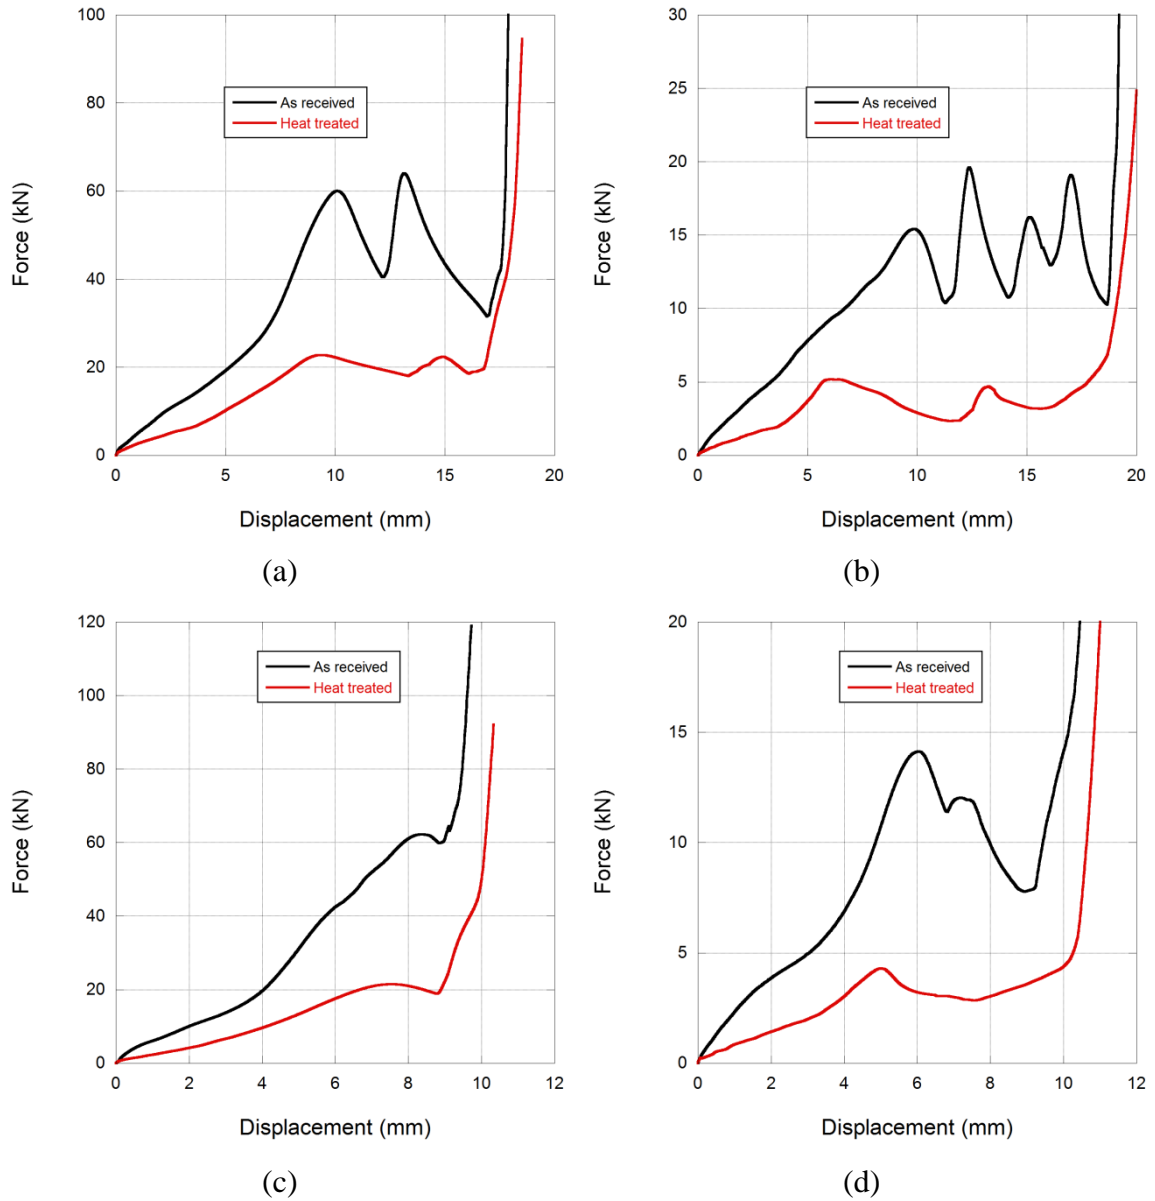 100
80
60
40
20
0
Force (kN)
As received
Heat treated
0 5 10 15 20
Displacement (mm)
(a)
30
25
20
15
10
5
0
Force (kN)
As received
Heat treated
0 5 10 15 20
Displacement (mm)
(b)
120
100
80
60
40
20
0
Force (kN)
As received
Heat treated
0 2 4 6 8 10 12
Displacement (mm)
(c)
20
15
10
5
0
Force (kN)
As received
Heat treated
0 2 4 6 8 10 12
Displacement (mm)
(d)